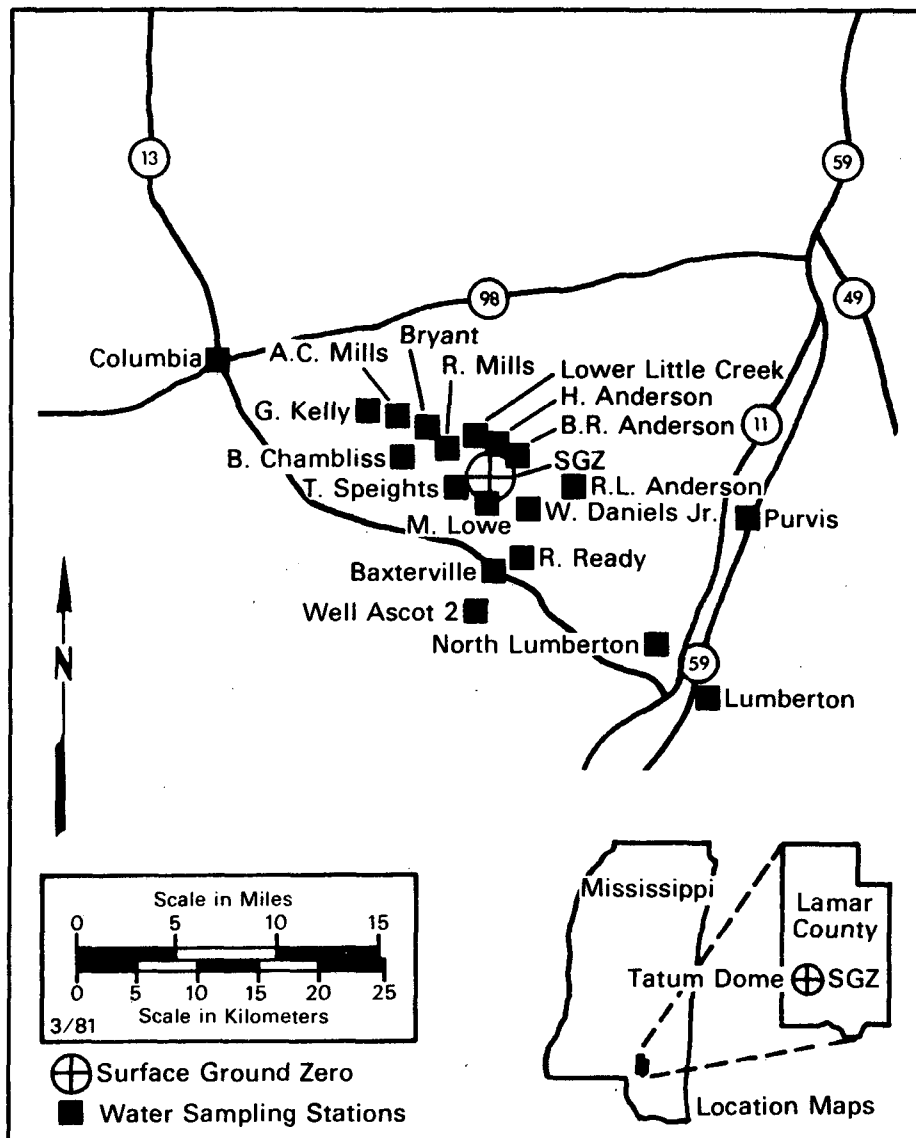 13
59
98
49
Bryant
A.C. Mills
R. Mills
Columbia
Lower Little Creek
H. Anderson
G. Kelly
B.R. Anderson
11
B. Chambliss
SGZ
T. Speights
R.L. Anderson
M. Lowe
W. Daniels Jr.
Purvis
R. Ready
Baxterville
Well Ascot 2
North Lumberton
N
59
Lumberton
Scale in Miles
0 5 10 15
0 5 10 15 20 25
Scale in Kilometers
3/81
Surface Ground Zero
Water Sampling Stations
Mississippi
Lamar
County
Tatum Dome
SGZ
Location Maps